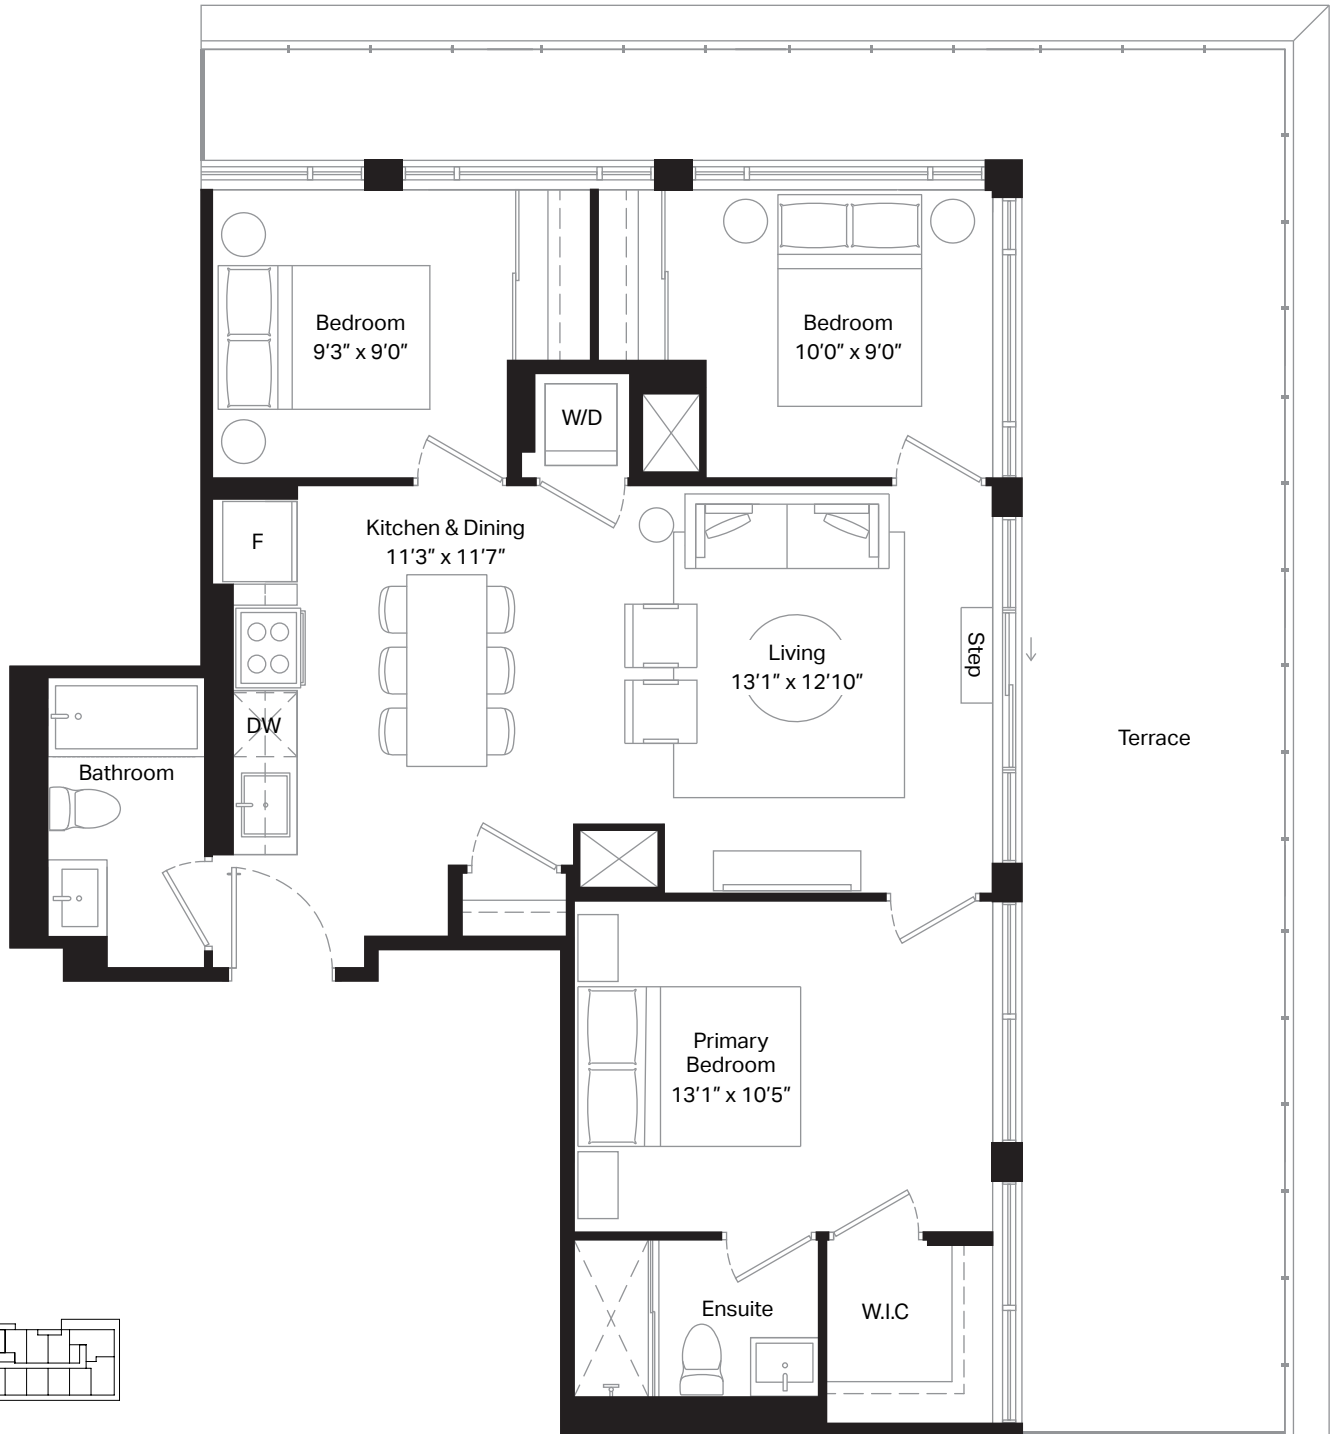 Bedroom
9'3" x 9'0"
Bedroom
10'0" x 9'0"
W/D
Kitchen & Dining
11'3" x 11'7"
F
Living
13'1" x 12'10"
Step
DW
Terrace
Bathroom
Primary
Bedroom
13'1" x 10'5"
Ensuite
W.I.C